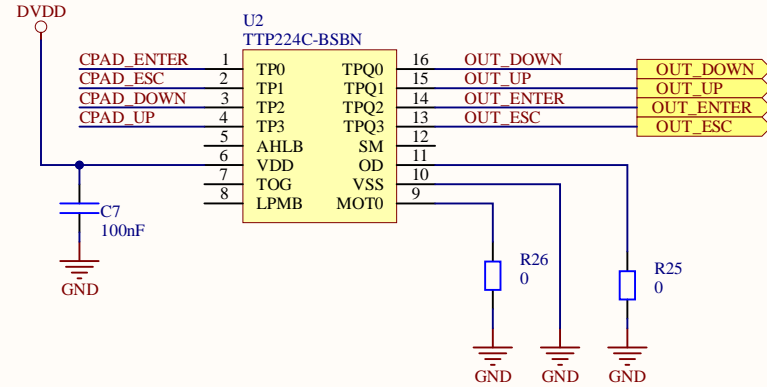 DVDD
U2
TTP224C-BSBN
CPAD_ENTER 1 TP0 TPQ0 16 OUT_DOWN OUT_DOWN
CPAD_ESC 2 TP1 TPQ1 15 OUT_UP OUT_UP
CPAD_DOWN 3 TP2 TPQ2 14 OUT_ENTER OUT_ENTER
CPAD_UP 4 TP3 TPQ3 13 OUT_ESC OUT_ESC
5 AHLB SM 12
6 VDD OD 11
7 TOG VSS 10
8 LPMB MOT0 9
C7
100nF
GND
R26
0
R25
0
GND GND GND